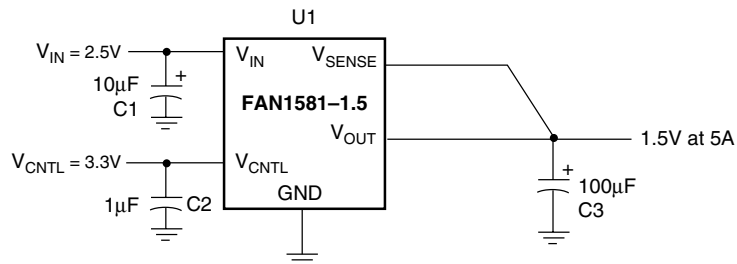 U1
V_IN = 2.5V
V_IN
V_SENSE
10μF
+
C1
FAN1581–1.5
V_OUT
1.5V at 5A
V_CNTL = 3.3V
V_CNTL
GND
1μF
C2
+
100μF
C3